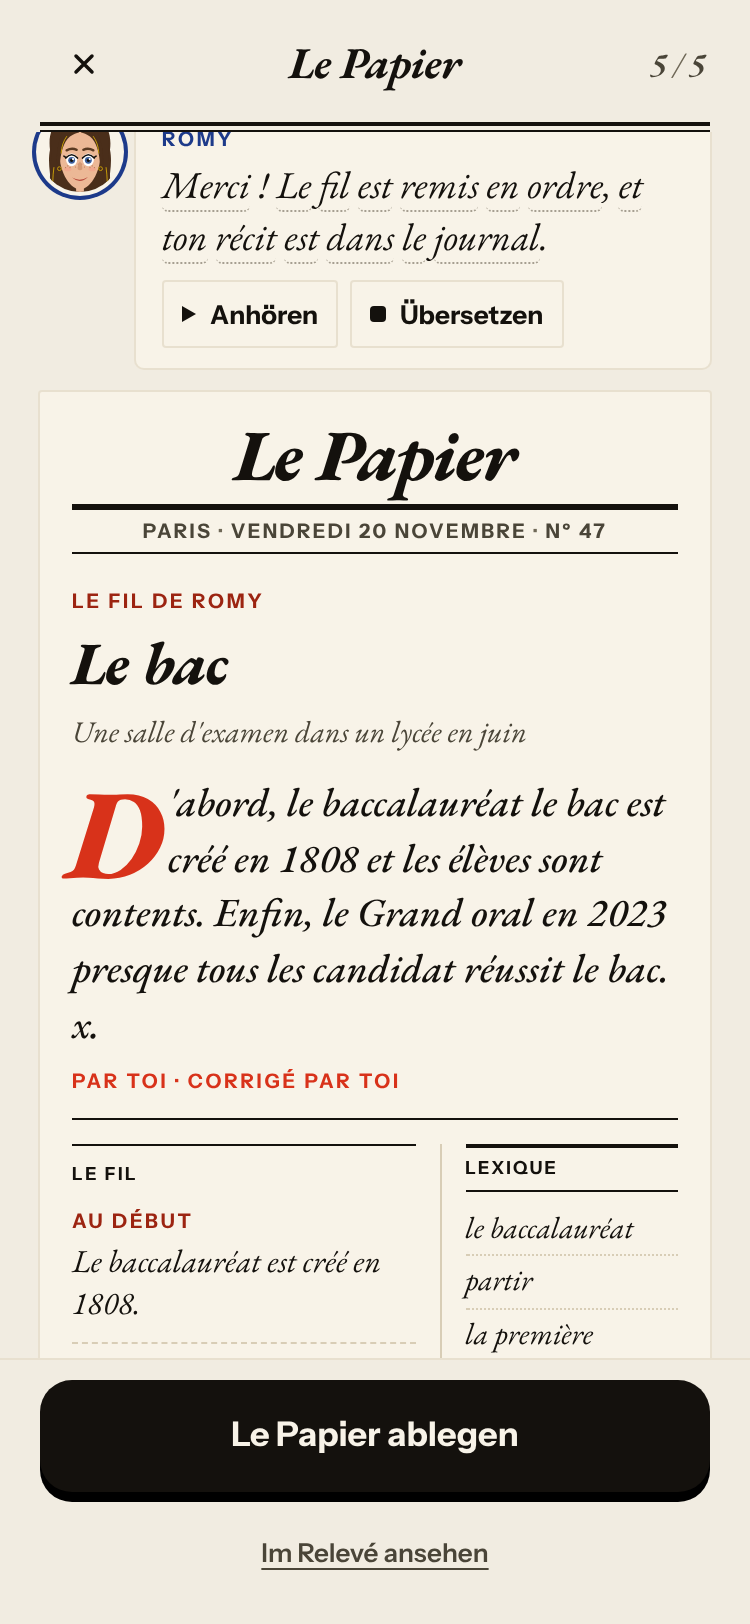 Le Papier
5 / 5
ROMY
Merci ! Le fil est remis en ordre, et
ton récit est dans le journal.
Anhören
Übersetzen
Le Papier
PARIS · VENDREDI 20 NOVEMBRE · N° 47
LE FIL DE ROMY
Le bac
Une salle d'examen dans un lycée en juin
D'abord, le baccalauréat le bac est
créé en 1808 et les élèves sont
contents. Enfin, le Grand oral en 2023
presque tous les candidat réussit le bac.
x.
PAR TOI · CORRIGÉ PAR TOI
LE FIL
AU DÉBUT
Le baccalauréat est créé en
1808.
LEXIQUE
le baccalauréat
partir
la première
Le Papier ablegen
Im Relevé ansehen